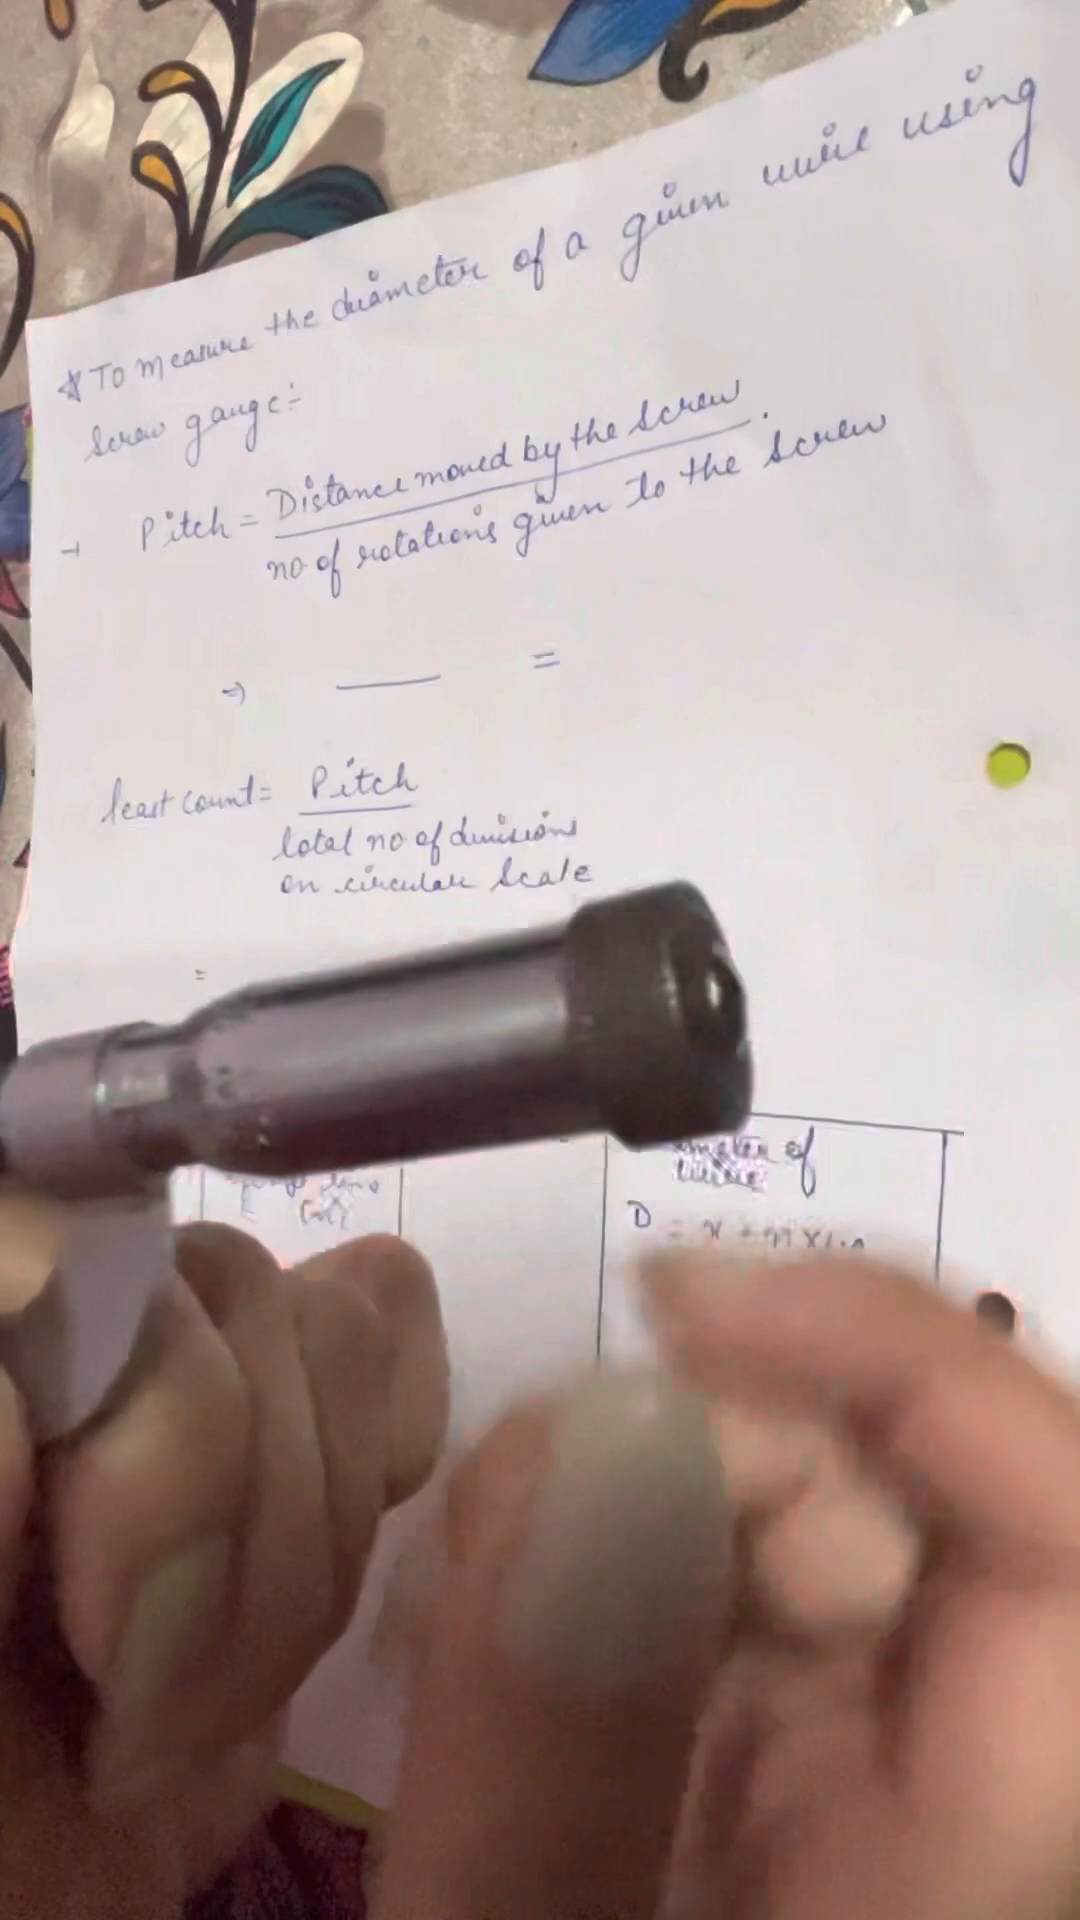 * To measure the diameter of a given wire using
screw gauge:-
→ Pitch = Distance moved by the screw
no of rotations given to the screw
⇒ =
least count = Pitch
total no of divisions
on circular scale
=
of
D = x +